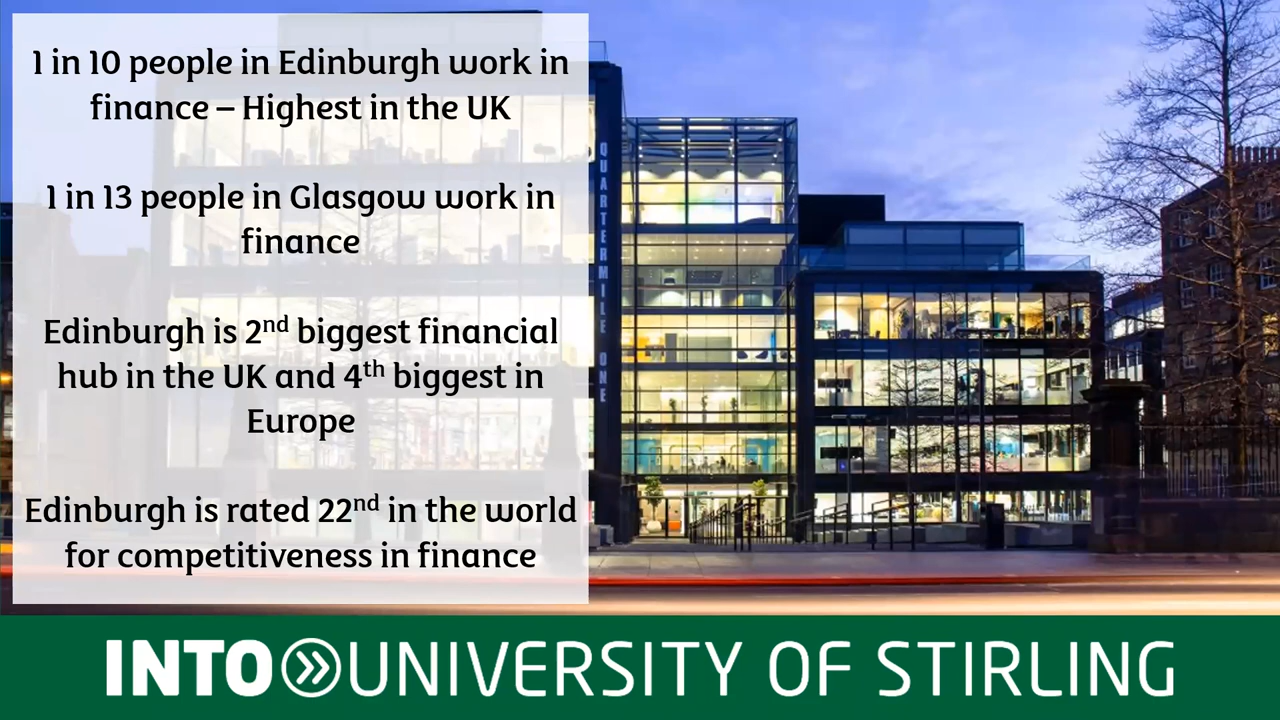 1 in 10 people in Edinburgh work in
finance – Highest in the UK
1 in 13 people in Glasgow work in
finance
Edinburgh is 2nd biggest financial
hub in the UK and 4th biggest in
Europe
Edinburgh is rated 22nd in the world
for competitiveness in finance
QUARTERMILE ONE
INTO UNIVERSITY OF STIRLING